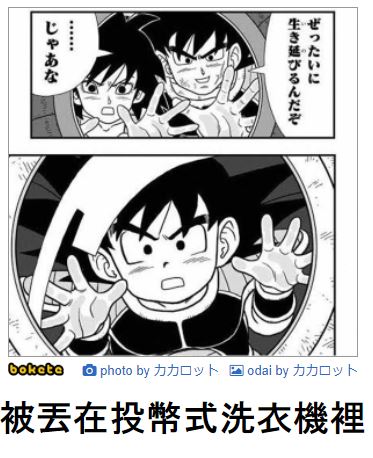 ぜったいに
生き延びるんだぞ
………
じゃあな
bokete photo by カカロット odai by カカロット
被丟在投幣式洗衣機裡